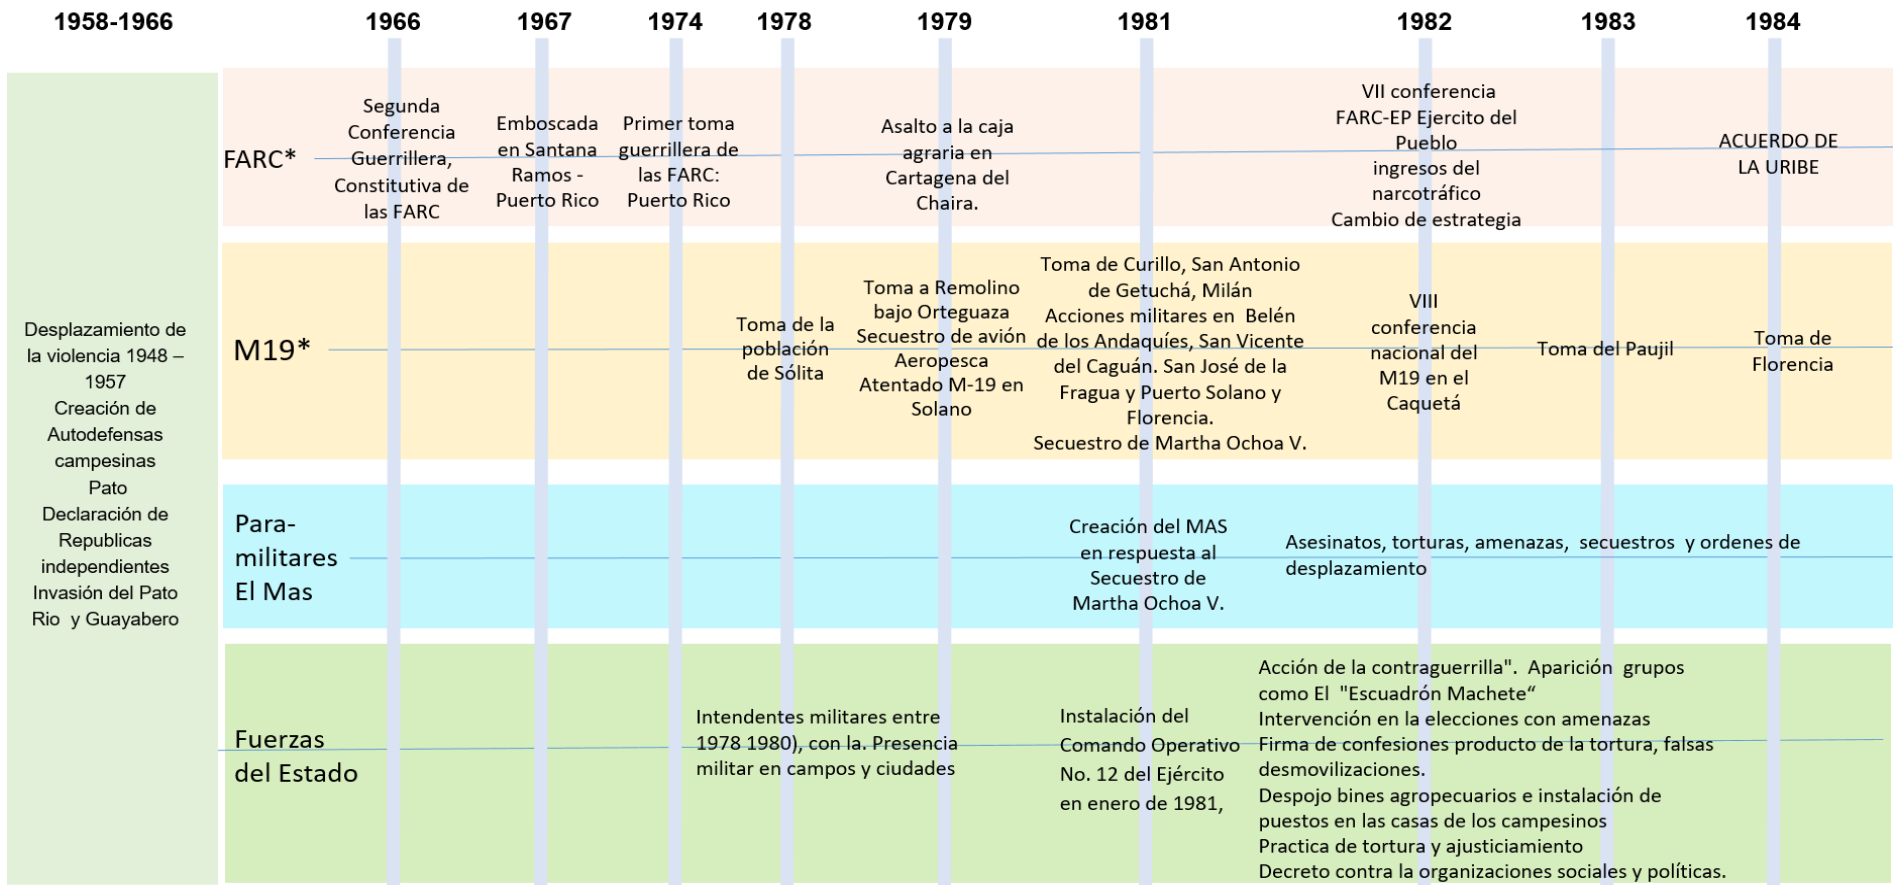 1958-1966
1966
1967
1974
1978
1979
1981
1982
1983
1984
Desplazamiento de
la violencia 1948 –
1957
Creación de
Autodefensas
campesinas
Pato
Declaración de
Republicas
independientes
Invasión del Pato
Rio  y Guayabero
FARC*
Segunda
Conferencia
Guerrillera,
Constitutiva de
las FARC
Emboscada
en Santana
Ramos -
Puerto Rico
Primer toma
guerrillera de
las FARC:
Puerto Rico
Asalto a la caja
agraria en
Cartagena del
Chaira.
VII conferencia
FARC-EP Ejercito del
Pueblo
ingresos del
narcotráfico
Cambio de estrategia
ACUERDO DE
LA URIBE
M19*
Toma de la
población
de Sólita
Toma a Remolino
bajo Orteguaza
Secuestro de avión
Aeropesca
Atentado M-19 en
Solano
Toma de Curillo, San Antonio
de Getuchá, Milán
Acciones militares en  Belén
de los Andaquíes, San Vicente
del Caguán. San José de la
Fragua y Puerto Solano y
Florencia.
Secuestro de Martha Ochoa V.
VIII
conferencia
nacional del
M19 en el
Caquetá
Toma del Paujil
Toma de
Florencia
Para-
militares
El Mas
Creación del MAS
en respuesta al
Secuestro de
Martha Ochoa V.
Asesinatos, torturas, amenazas,  secuestros  y ordenes de
desplazamiento
Fuerzas
del Estado
Intendentes militares entre
1978 1980), con la. Presencia
militar en campos y ciudades
Instalación del
Comando Operativo
No. 12 del Ejército
en enero de 1981,
Acción de la contraguerrilla".  Aparición  grupos
como El  "Escuadrón Machete“
Intervención en la elecciones con amenazas
Firma de confesiones producto de la tortura, falsas
desmovilizaciones.
Despojo bines agropecuarios e instalación de
puestos en las casas de los campesinos
Practica de tortura y ajusticiamiento
Decreto contra la organizaciones sociales y políticas.